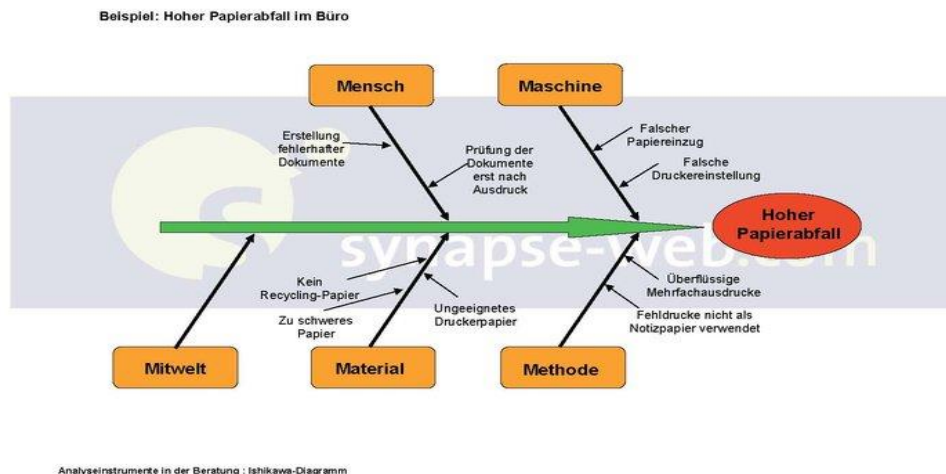 Beispiel: Hoher Papierabfall im Büro
Mensch
Maschine
Erstellung
fehlerhafter
Dokumente
Prüfung der
Dokumente
erst nach
Ausdruck
Falscher
Papiereinzug
Falsche
Druckereinstellung
Hoher
Papierabfall
synapse-web.com
Kein
Recycling-Papier
Zu schweres
Papier
Ungeeignetes
Druckerpapier
Überflüssige
Mehrfachausdrucke
Fehldrucke nicht als
Notizpapier verwendet
Mitwelt
Material
Methode
Analyseinstrumente in der Beratung : Ishikawa-Diagramm